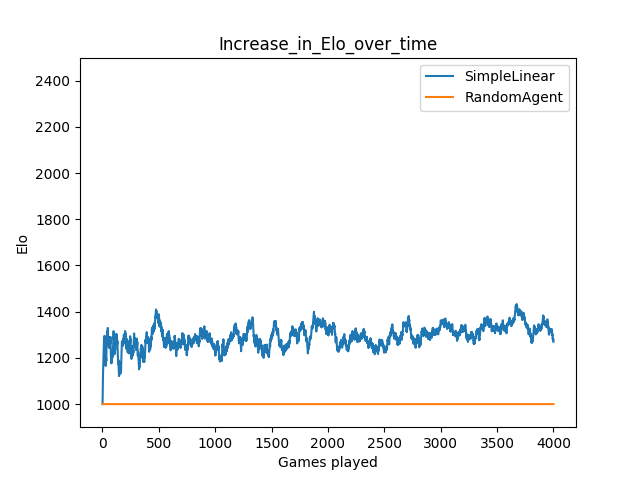 Increase_in_Elo_over_time
SimpleLinear
RandomAgent
2400
2200
2000
1800
1600
1400
1200
1000
Elo
0 500 1000 1500 2000 2500 3000 3500 4000
Games played